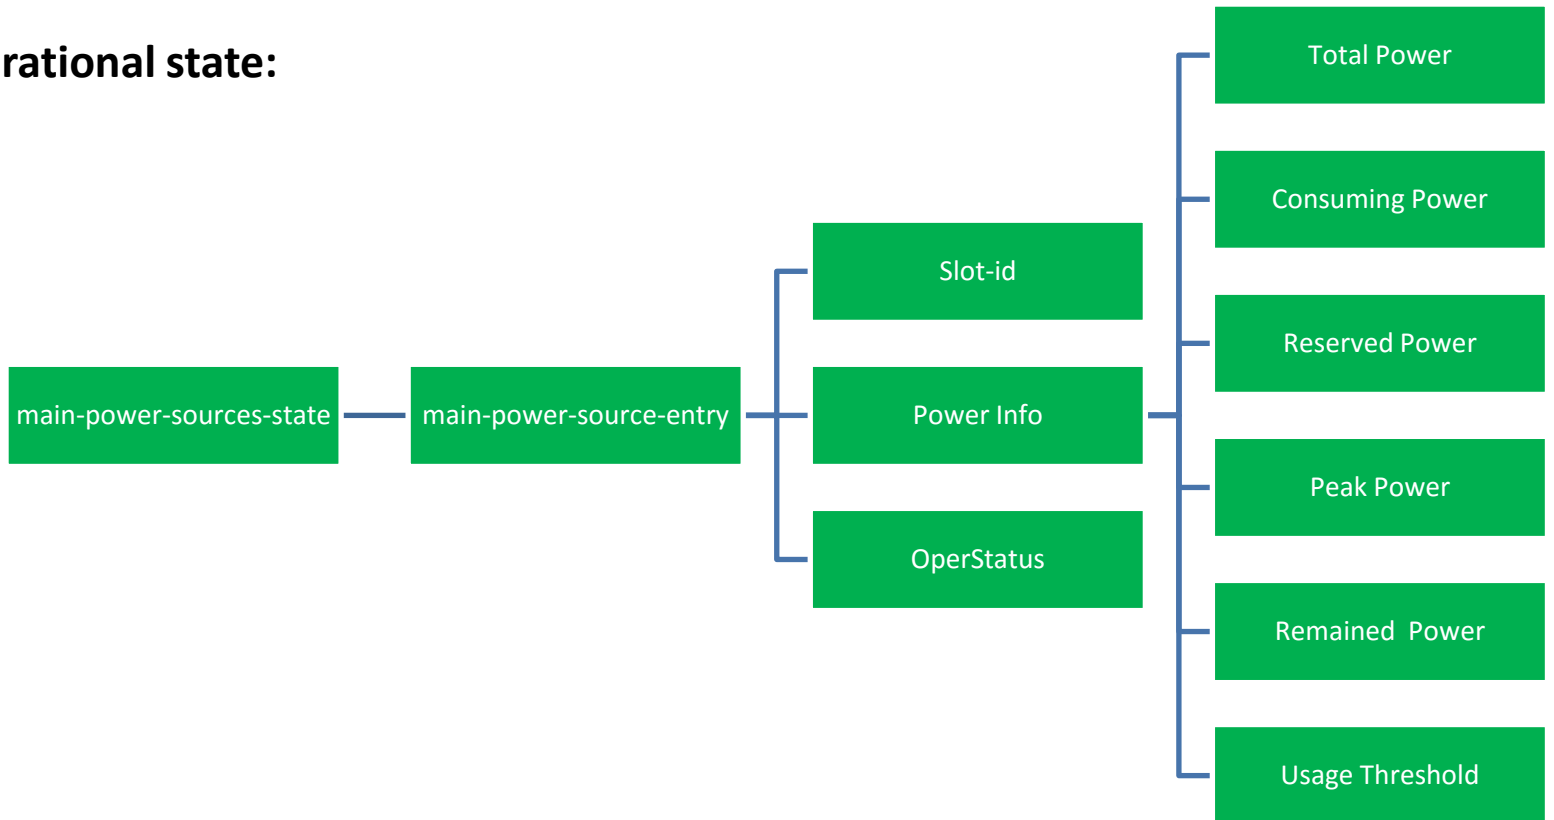 rational state:
Total Power
Consuming Power
Slot-id
Reserved Power
main-power-sources-state
main-power-source-entry
Power Info
Peak Power
OperStatus
Remained  Power
Usage Threshold